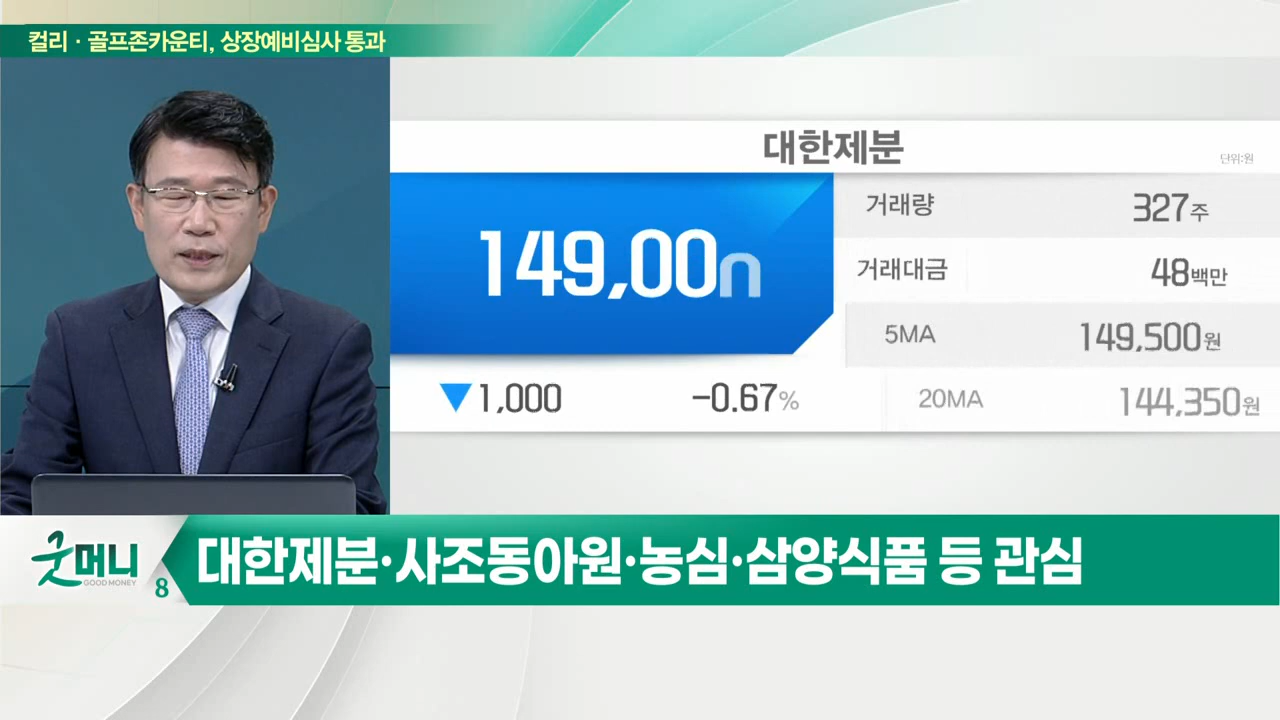 컬리·골프존카운티, 상장예비심사 통과
대한제분
단위:원
149,00
거래량 327주
거래대금 48백만
5MA 149,500원
▼1,000 -0.67%
20MA 144,350원
굿머니
GOOD MONEY
8
대한제분·사조동아원·농심·삼양식품 등 관심